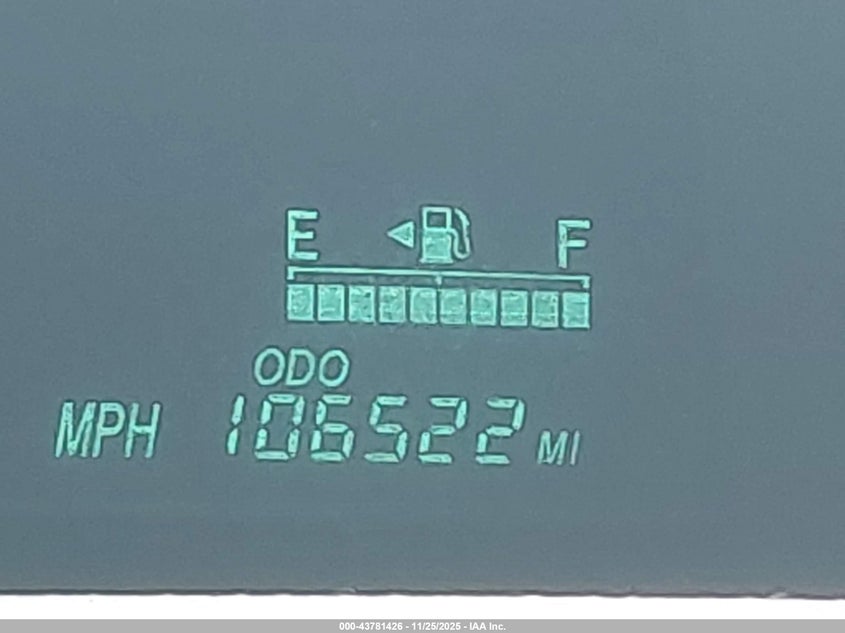 E F
ODO
MPH 106522 MI
000-43781426 - 11/25/2025 - IAA Inc.